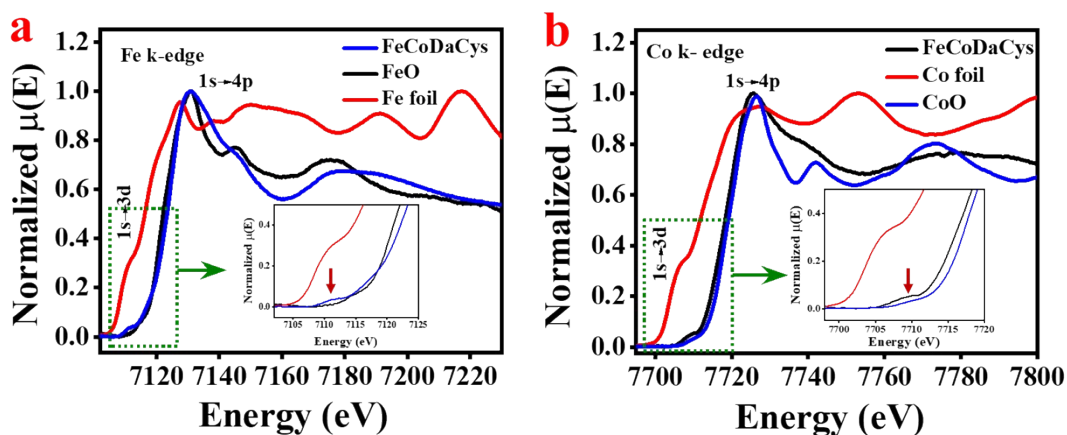 a
Fe k-edge
1s→4p
FeCoDaCys
FeO
Fe foil
1s→3d
Normalized μ(E)
1.2
1.0
0.8
0.6
0.4
0.2
0.0
7120 7140 7160 7180 7200 7220
Energy (eV)
Normalized μ(E)
0.4
0.2
0.0
7105 7110 7115 7120 7125
Energy (eV)
b
Co k- edge
1s→4p
FeCoDaCys
Co foil
CoO
1s→3d
Normalized μ(E)
1.2
1.0
0.8
0.6
0.4
0.2
0.0
7700 7720 7740 7760 7780 7800
Energy (eV)
Normalized μ(E)
0.4
0.2
0.0
7700 7705 7710 7715 7720
Energy (eV)